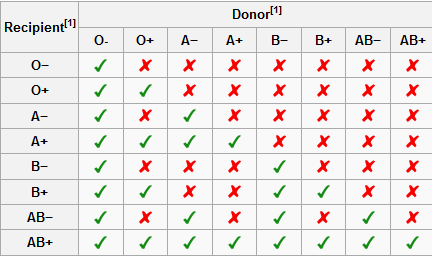 Recipient[1] Donor[1]
O- O+ A− A+ B− B+ AB− AB+
O− ✓ ✘ ✘ ✘ ✘ ✘ ✘ ✘
O+ ✓ ✓ ✘ ✘ ✘ ✘ ✘ ✘
A− ✓ ✘ ✓ ✘ ✘ ✘ ✘ ✘
A+ ✓ ✓ ✓ ✓ ✘ ✘ ✘ ✘
B− ✓ ✘ ✘ ✘ ✓ ✘ ✘ ✘
B+ ✓ ✓ ✘ ✘ ✓ ✓ ✘ ✘
AB− ✓ ✘ ✓ ✘ ✓ ✘ ✓ ✘
AB+ ✓ ✓ ✓ ✓ ✓ ✓ ✓ ✓